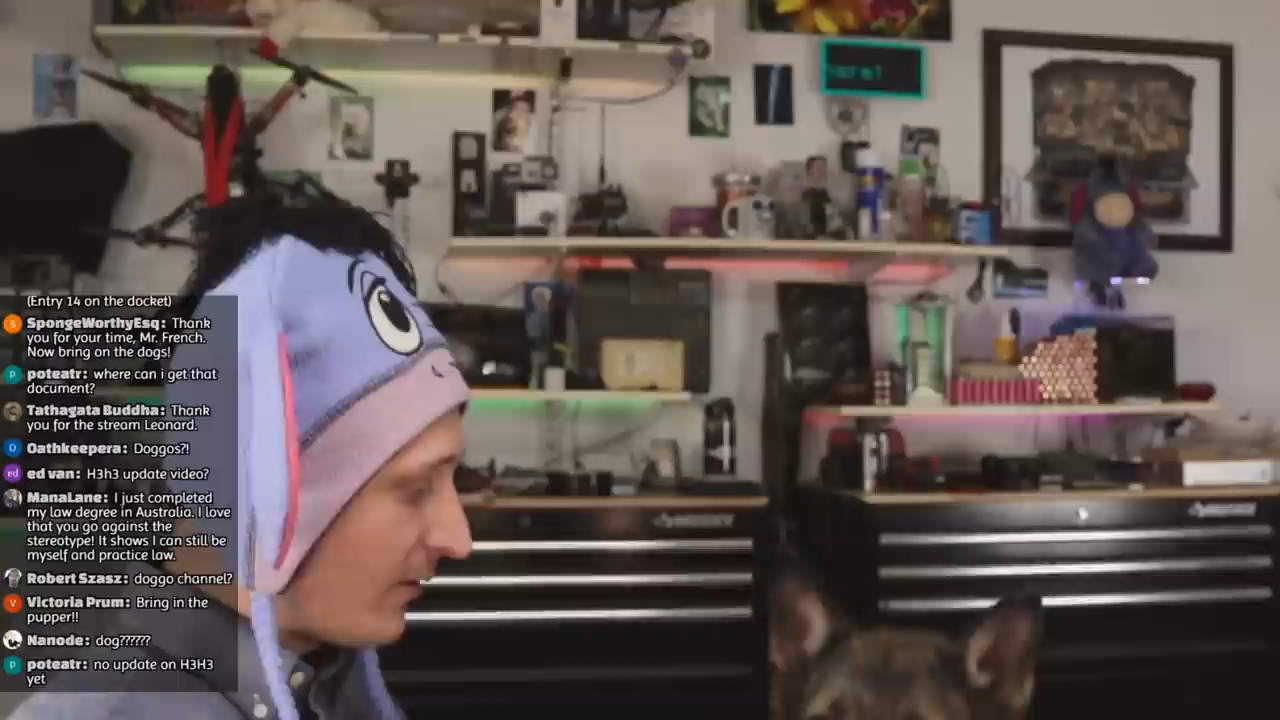 (Entry 14 on the docket)
SpongeWorthyEsq: Thank
you for your time, Mr. French.
Now bring on the dogs!
poteatr: where can i get that
document?
Tathagata Buddha: Thank
you for the stream Leonard.
Oathkeepera: Doggos?!
ed van: H3h3 update video?
ManaLane: I just completed
my law degree in Australia. I love
that you go against the
stereotype! It shows I can still be
myself and practice law.
Robert Szasz: doggo channel?
Victoria Prum: Bring in the
pupper!!
Nanode: dog??????
poteatr: no update on H3H3
yet
HUSKY
HUSKY